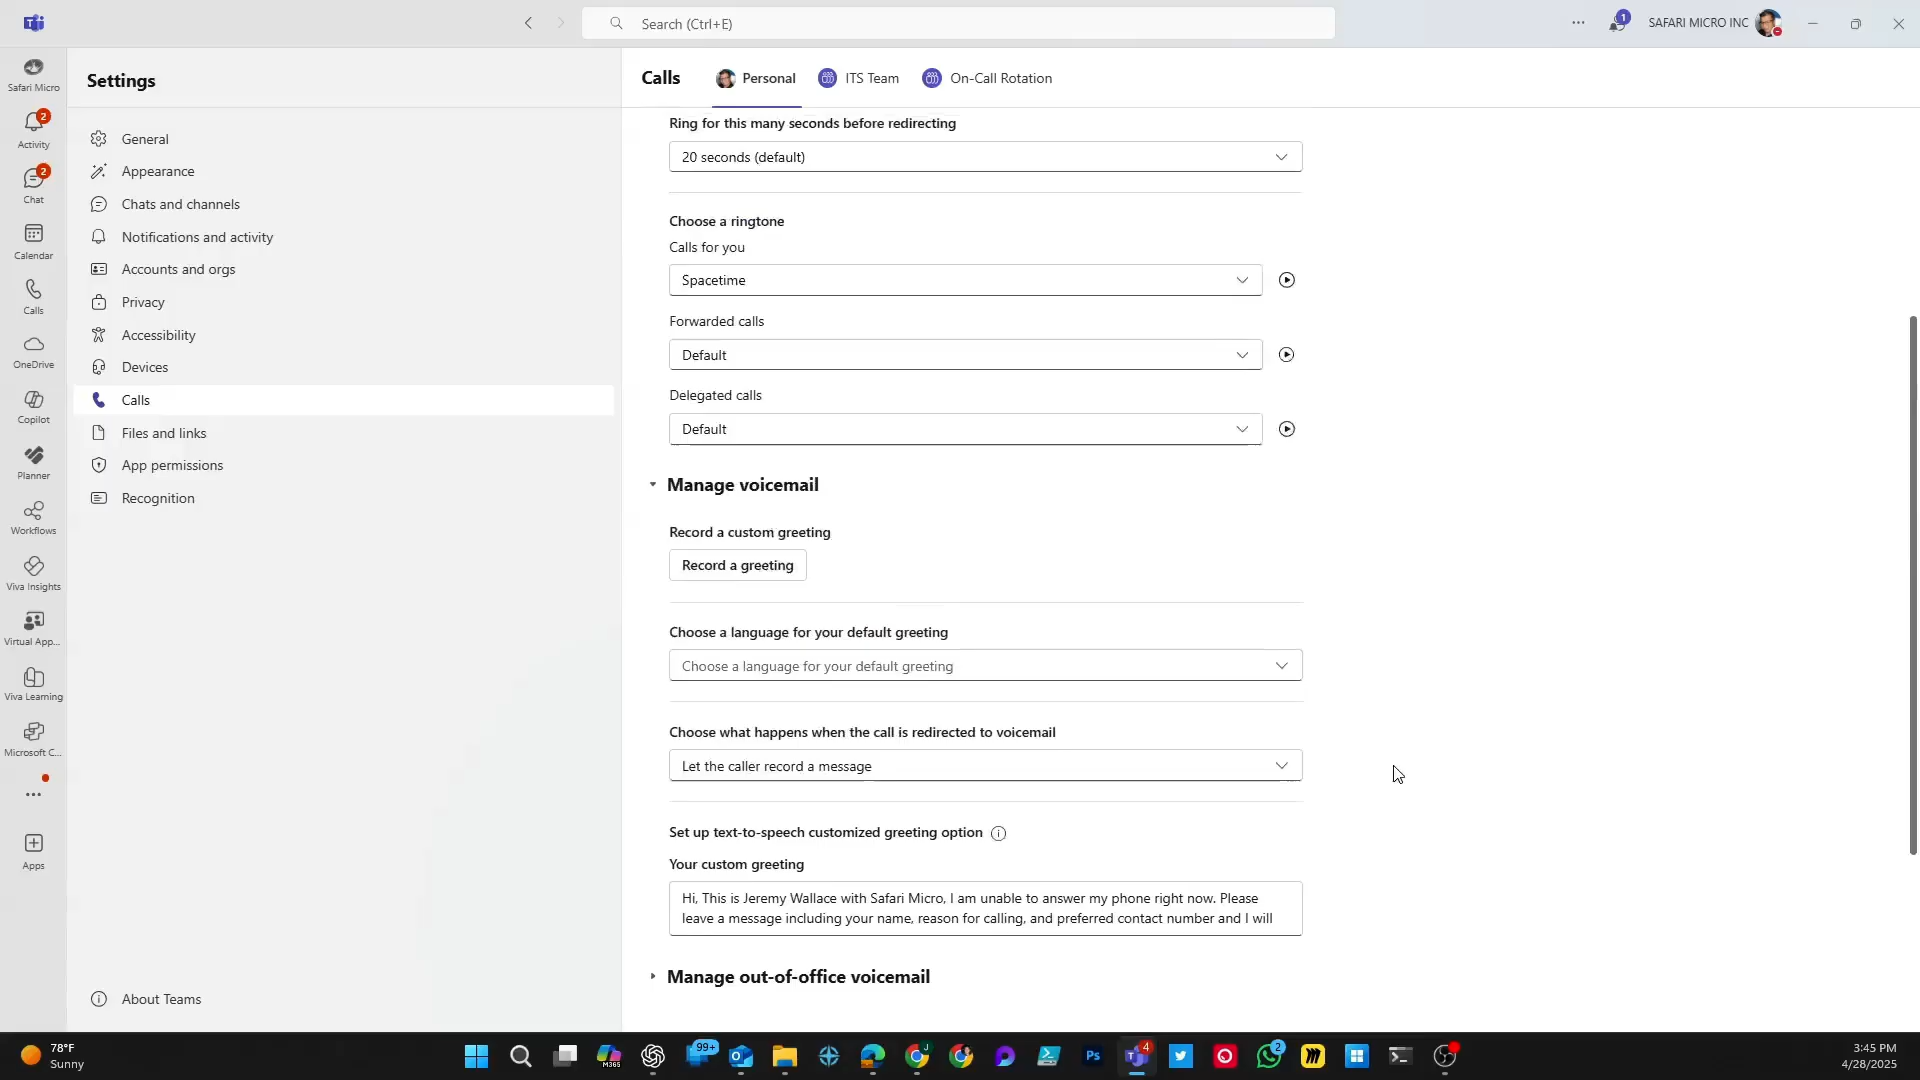 Search (Ctrl+E)
1
SAFARI MICRO INC
Safari Micro
2
Activity
2
Chat
Calendar
Calls
OneDrive
Copilot
Planner
Workflows
Viva Insights
Virtual App...
Viva Learning
Microsoft C...
Apps
Settings
General
Appearance
Chats and channels
Notifications and activity
Accounts and orgs
Privacy
Accessibility
Devices
Calls
Files and links
App permissions
Recognition
About Teams
Calls
Personal
ITS Team
On-Call Rotation
Ring for this many seconds before redirecting
20 seconds (default)
Choose a ringtone
Calls for you
Spacetime
Forwarded calls
Default
Delegated calls
Default
Manage voicemail
Record a custom greeting
Record a greeting
Choose a language for your default greeting
Choose a language for your default greeting
Choose what happens when the call is redirected to voicemail
Let the caller record a message
Set up text-to-speech customized greeting option
Your custom greeting
Hi, This is Jeremy Wallace with Safari Micro, I am unable to answer my phone right now. Please
leave a message including your name, reason for calling, and preferred contact number and I will
Manage out-of-office voicemail
78°F
Sunny
M365
99+
J
Ps
4
2
3:45 PM
4/28/2025